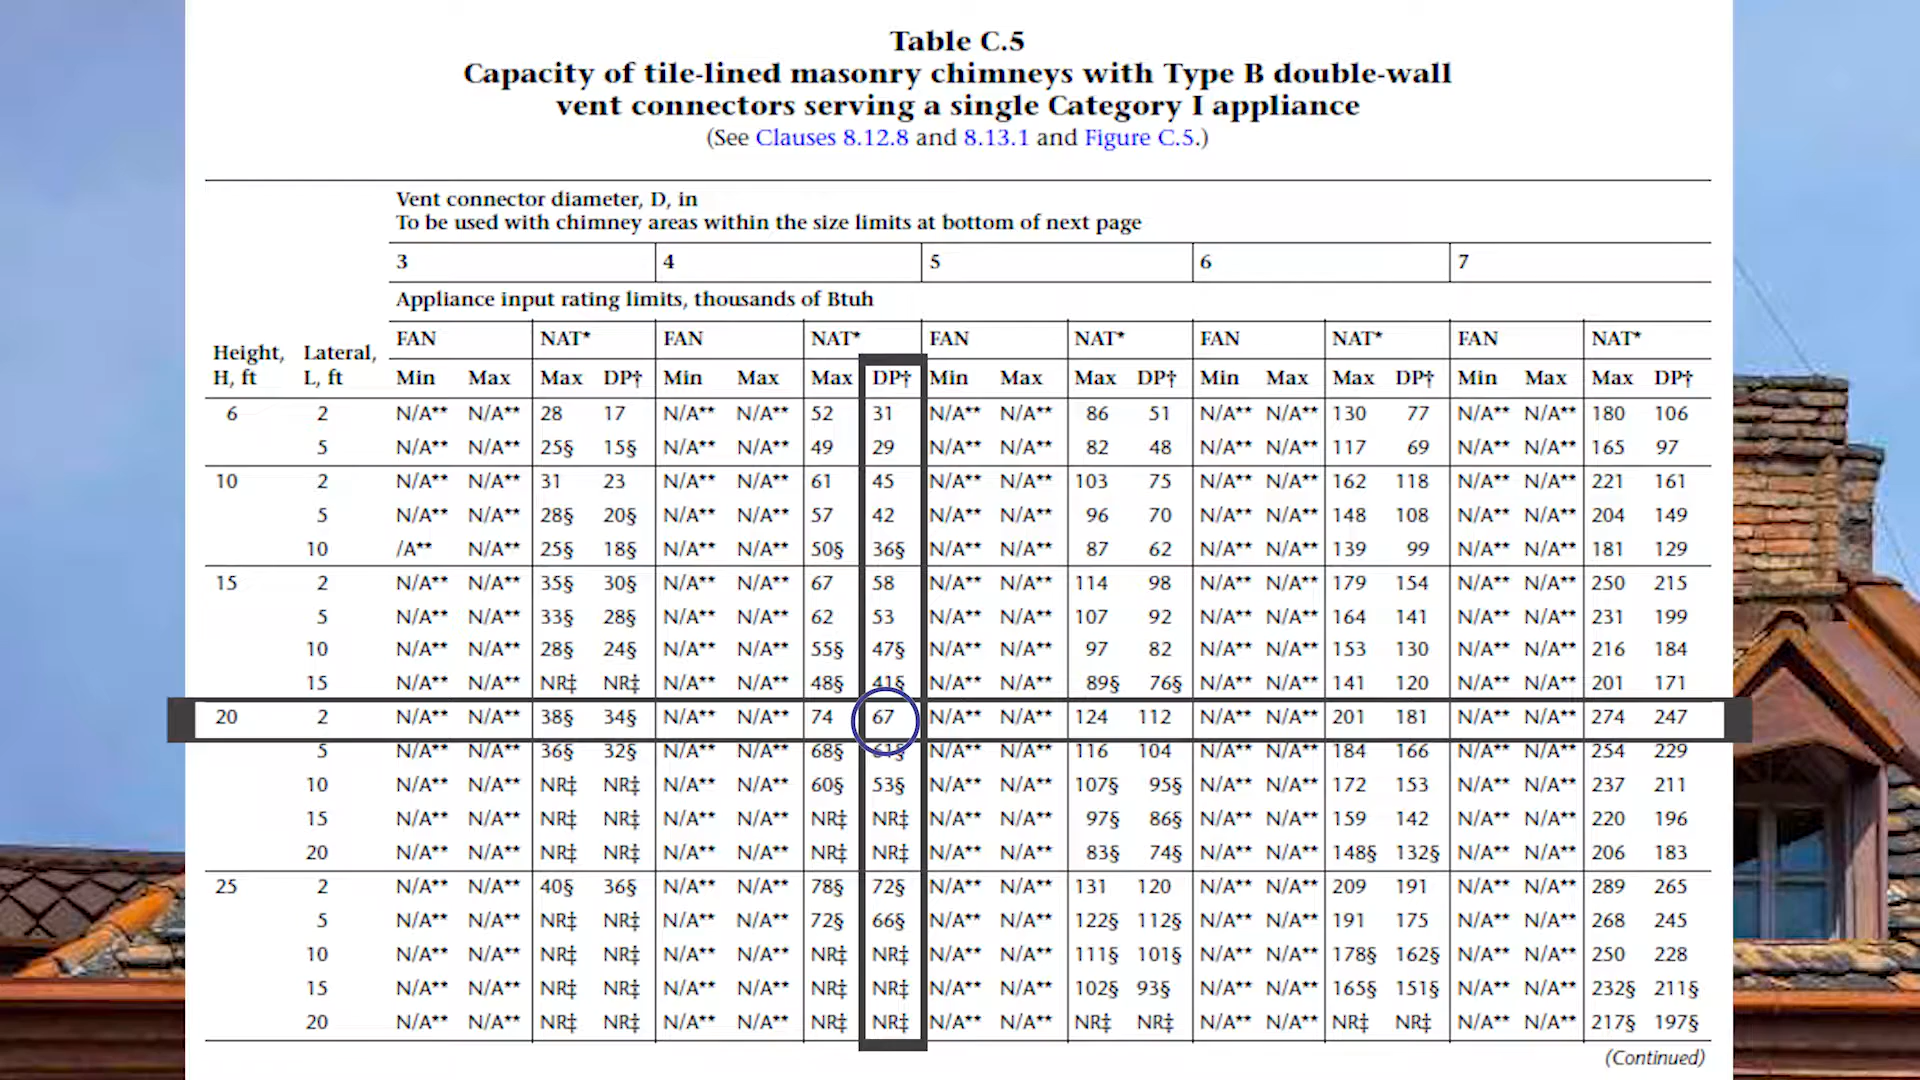 Table C.5
Capacity of tile-lined masonry chimneys with Type B double-wall
vent connectors serving a single Category I appliance
(See Clauses 8.12.8 and 8.13.1 and Figure C.5.)
Vent connector diameter, D, in
To be used with chimney areas within the size limits at bottom of next page
3 4 5 6 7
Appliance input rating limits, thousands of Btuh
FAN NAT* FAN NAT* FAN NAT* FAN NAT* FAN NAT*
Height, Lateral,
H, ft L, ft Min Max Max DP† Min Max Max DP† Min Max Max DP† Min Max Max DP† Min Max Max DP†
6 2 N/A** N/A** 28 17 N/A** N/A** 52 31 N/A** N/A** 86 51 N/A** N/A** 130 77 N/A** N/A** 180 106
5 N/A** N/A** 25§ 15§ N/A** N/A** 49 29 N/A** N/A** 82 48 N/A** N/A** 117 69 N/A** N/A** 165 97
10 2 N/A** N/A** 31 23 N/A** N/A** 61 45 N/A** N/A** 103 75 N/A** N/A** 162 118 N/A** N/A** 221 161
5 N/A** N/A** 28§ 20§ N/A** N/A** 57 42 N/A** N/A** 96 70 N/A** N/A** 148 108 N/A** N/A** 204 149
10 /A** N/A** 25§ 18§ N/A** N/A** 50§ 36§ N/A** N/A** 87 62 N/A** N/A** 139 99 N/A** N/A** 181 129
15 2 N/A** N/A** 35§ 30§ N/A** N/A** 67 58 N/A** N/A** 114 98 N/A** N/A** 179 154 N/A** N/A** 250 215
5 N/A** N/A** 33§ 28§ N/A** N/A** 62 53 N/A** N/A** 107 92 N/A** N/A** 164 141 N/A** N/A** 231 199
10 N/A** N/A** 28§ 24§ N/A** N/A** 55§ 47§ N/A** N/A** 97 82 N/A** N/A** 153 130 N/A** N/A** 216 184
15 N/A** N/A** NR‡ NR‡ N/A** N/A** 48§ 41§ N/A** N/A** 89§ 76§ N/A** N/A** 141 120 N/A** N/A** 201 171
20 2 N/A** N/A** 38§ 34§ N/A** N/A** 74 67 N/A** N/A** 124 112 N/A** N/A** 201 181 N/A** N/A** 274 247
5 N/A** N/A** 36§ 32§ N/A** N/A** 68§ 61§ N/A** N/A** 116 104 N/A** N/A** 184 166 N/A** N/A** 254 229
10 N/A** N/A** NR‡ NR‡ N/A** N/A** 60§ 53§ N/A** N/A** 107§ 95§ N/A** N/A** 172 153 N/A** N/A** 237 211
15 N/A** N/A** NR‡ NR‡ N/A** N/A** NR‡ NR‡ N/A** N/A** 97§ 86§ N/A** N/A** 159 142 N/A** N/A** 220 196
20 N/A** N/A** NR‡ NR‡ N/A** N/A** NR‡ NR‡ N/A** N/A** 83§ 74§ N/A** N/A** 148§ 132§ N/A** N/A** 206 183
25 2 N/A** N/A** 40§ 36§ N/A** N/A** 78§ 72§ N/A** N/A** 131 120 N/A** N/A** 209 191 N/A** N/A** 289 265
5 N/A** N/A** NR‡ NR‡ N/A** N/A** 72§ 66§ N/A** N/A** 122§ 112§ N/A** N/A** 191 175 N/A** N/A** 268 245
10 N/A** N/A** NR‡ NR‡ N/A** N/A** NR‡ NR‡ N/A** N/A** 111§ 101§ N/A** N/A** 178§ 162§ N/A** N/A** 250 228
15 N/A** N/A** NR‡ NR‡ N/A** N/A** NR‡ NR‡ N/A** N/A** 102§ 93§ N/A** N/A** 165§ 151§ N/A** N/A** 232§ 211§
20 N/A** N/A** NR‡ NR‡ N/A** N/A** NR‡ NR‡ N/A** N/A** NR‡ NR‡ N/A** N/A** NR‡ NR‡ N/A** N/A** 217§ 197§
(Continued)